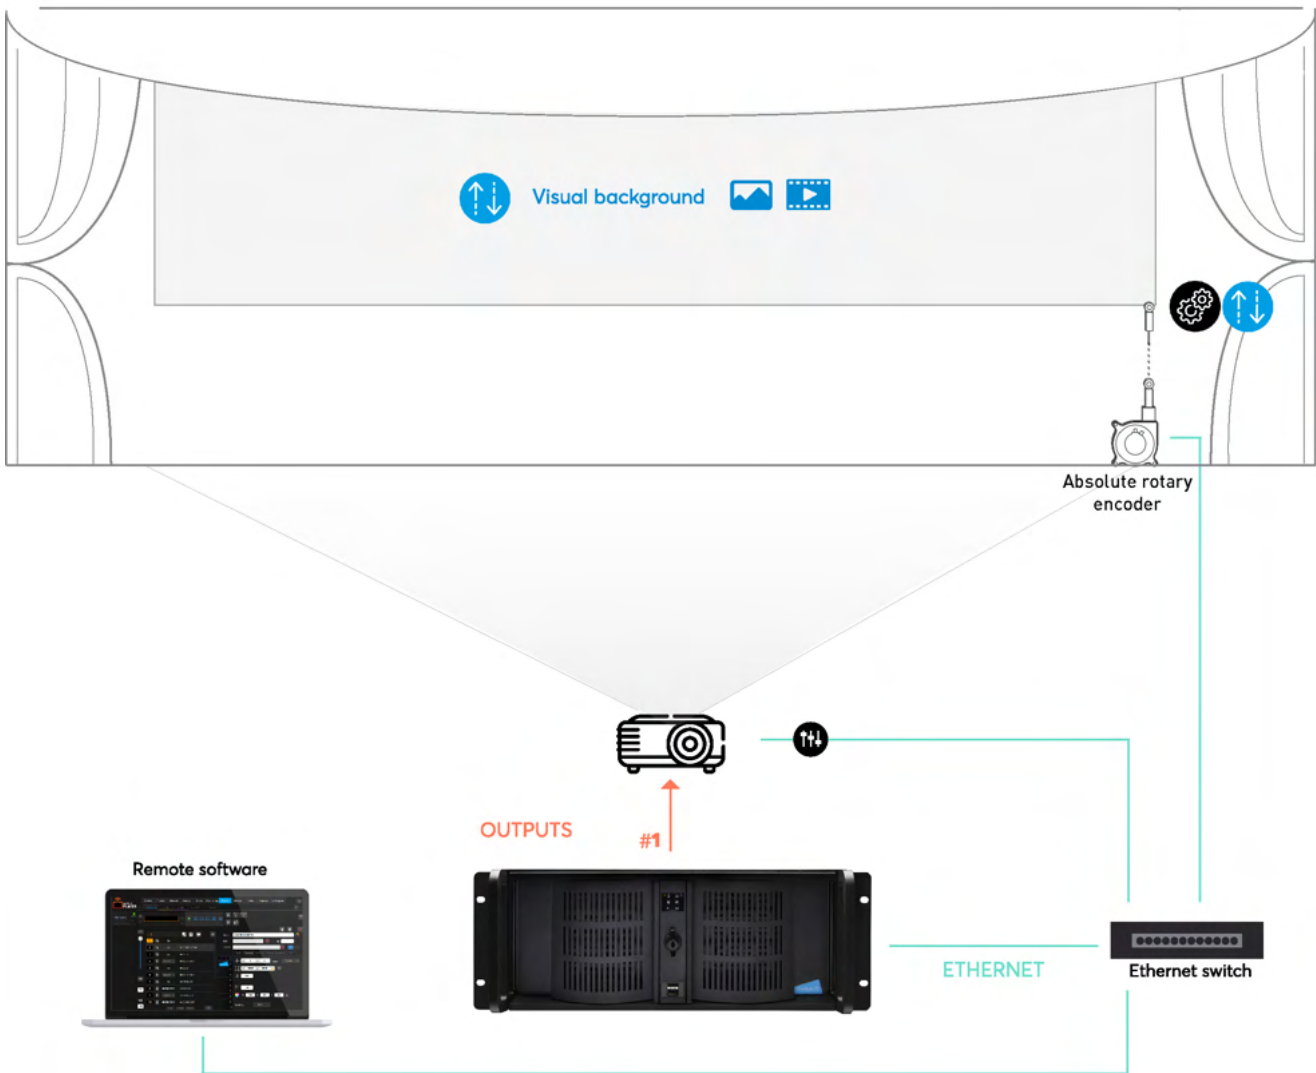 Visual background
Absolute rotary
encoder
OUTPUTS
#1
Remote software
ETHERNET
Ethernet switch